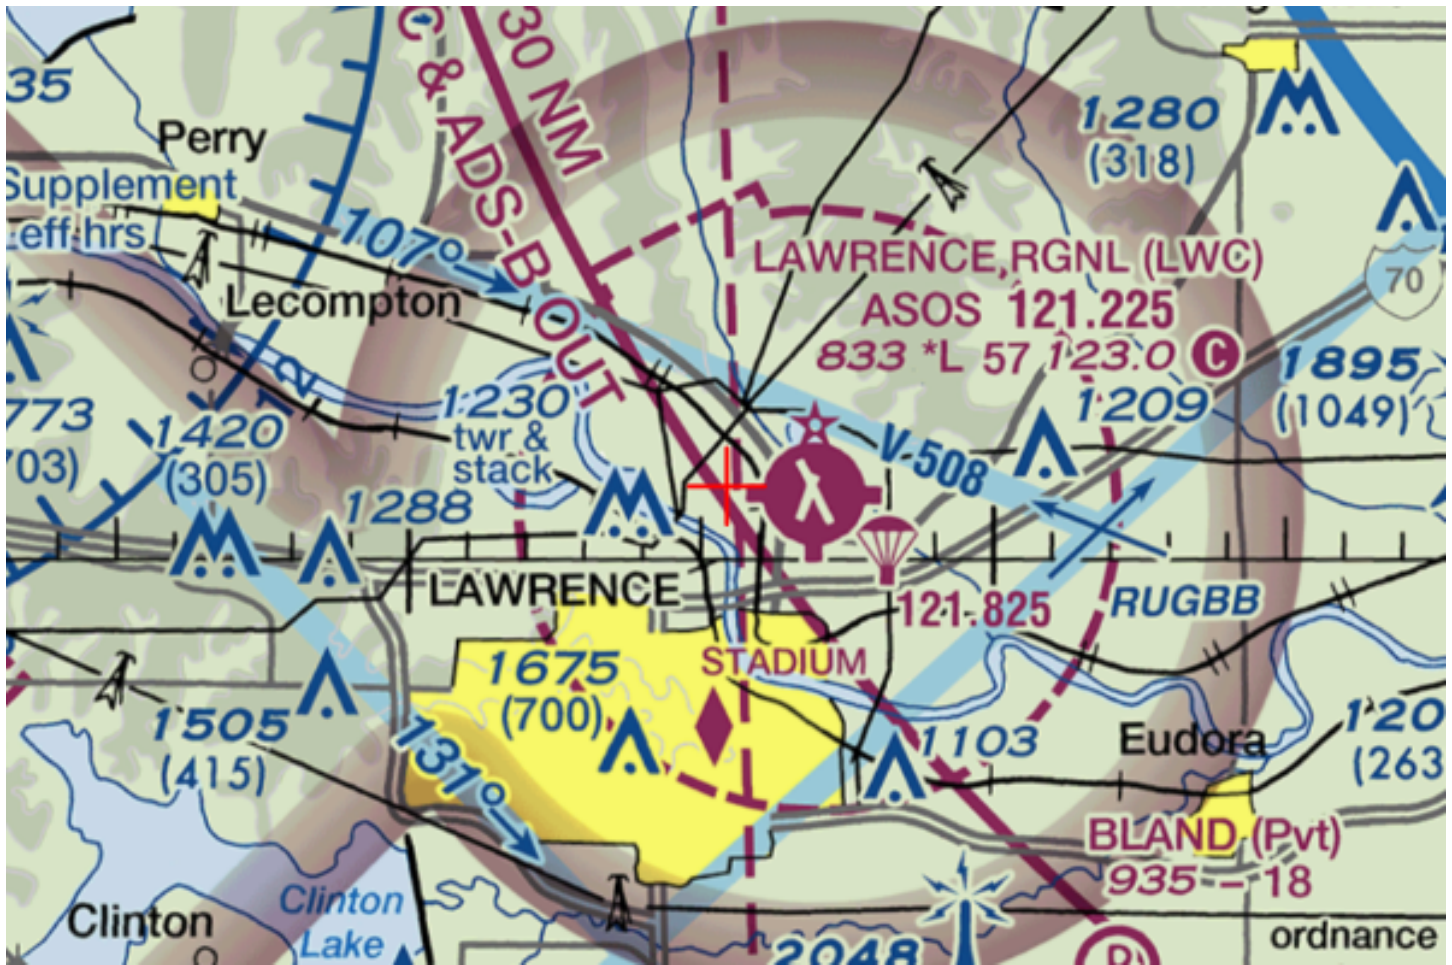 35
C & ADS-B OUT
30 NM
1280
(318)
Perry
Supplement
eff hrs
107°
LAWRENCE RGNL (LWC)
ASOS 121.225
833 *L 57 123.0 C
70
Lecompton
12
1230
twr &
stack
1209
1895
(1049)
773
1420
(305)
1288
V 508
LAWRENCE
121.825
RUGBB
1675
(700)
STADIUM
1505
(415)
131°
1103
Eudora
120
(263
BLAND (Pvt)
935 - 18
Clinton
Clinton
Lake
2048
R
ordnance